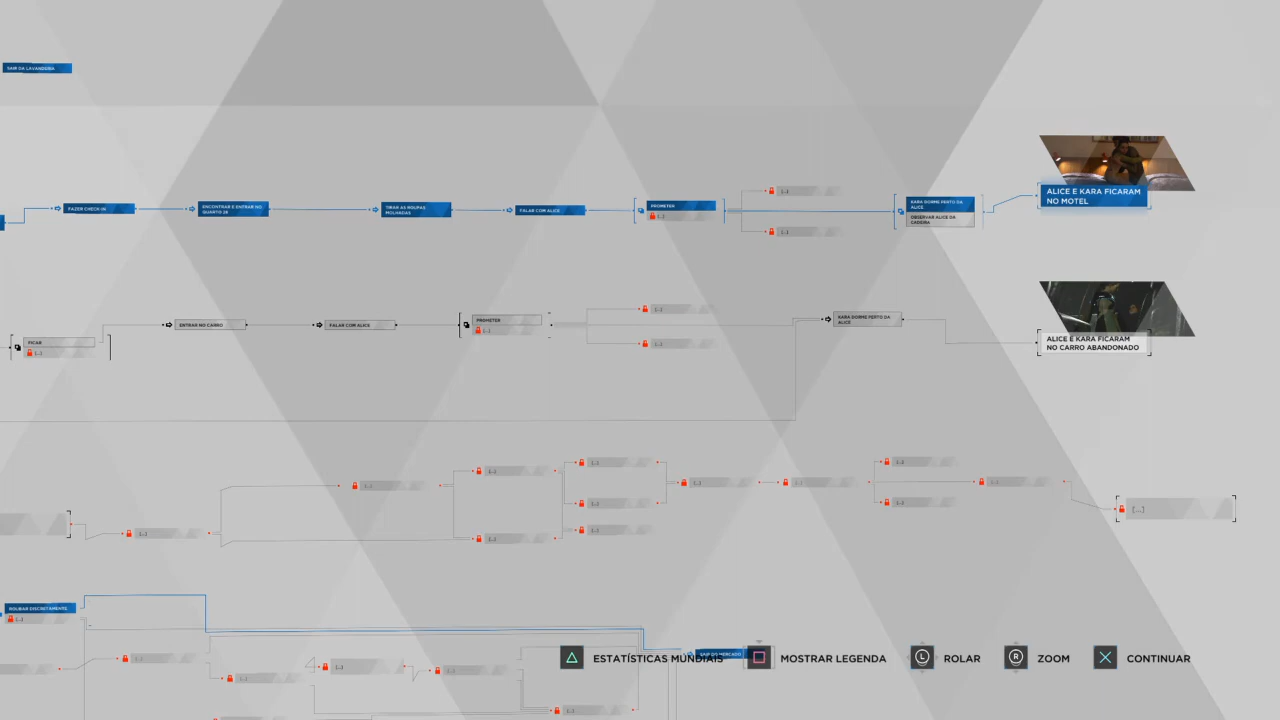 SAIR DA LAVANDERIA
FAZER CHECK-IN
ENCONTRAR E ENTRAR NO
QUARTO 28
TIRAR AS ROUPAS
MOLHADAS
FALAR COM ALICE
PROMETER
[...]
[...]
[...]
KARA DORME PERTO DA
ALICE
OBSERVAR ALICE DA
CADEIRA
ALICE E KARA FICARAM
NO MOTEL
FICAR
[...]
ENTRAR NO CARRO
FALAR COM ALICE
PROMETER
[...]
[...]
[...]
KARA DORME PERTO DA
ALICE
ALICE E KARA FICARAM
NO CARRO ABANDONADO
[...]
[...]
[...]
[...]
[...]
[...]
[...]
[...]
[...]
[...]
[...]
[...]
[...]
ROUBAR DISCRETAMENTE
[...]
[...]
[...]
[...]
[...]
[...]
SAIR DO MERCADO
ESTATÍSTICAS MUNDIAIS
MOSTRAR LEGENDA
L ROLAR
R ZOOM
CONTINUAR